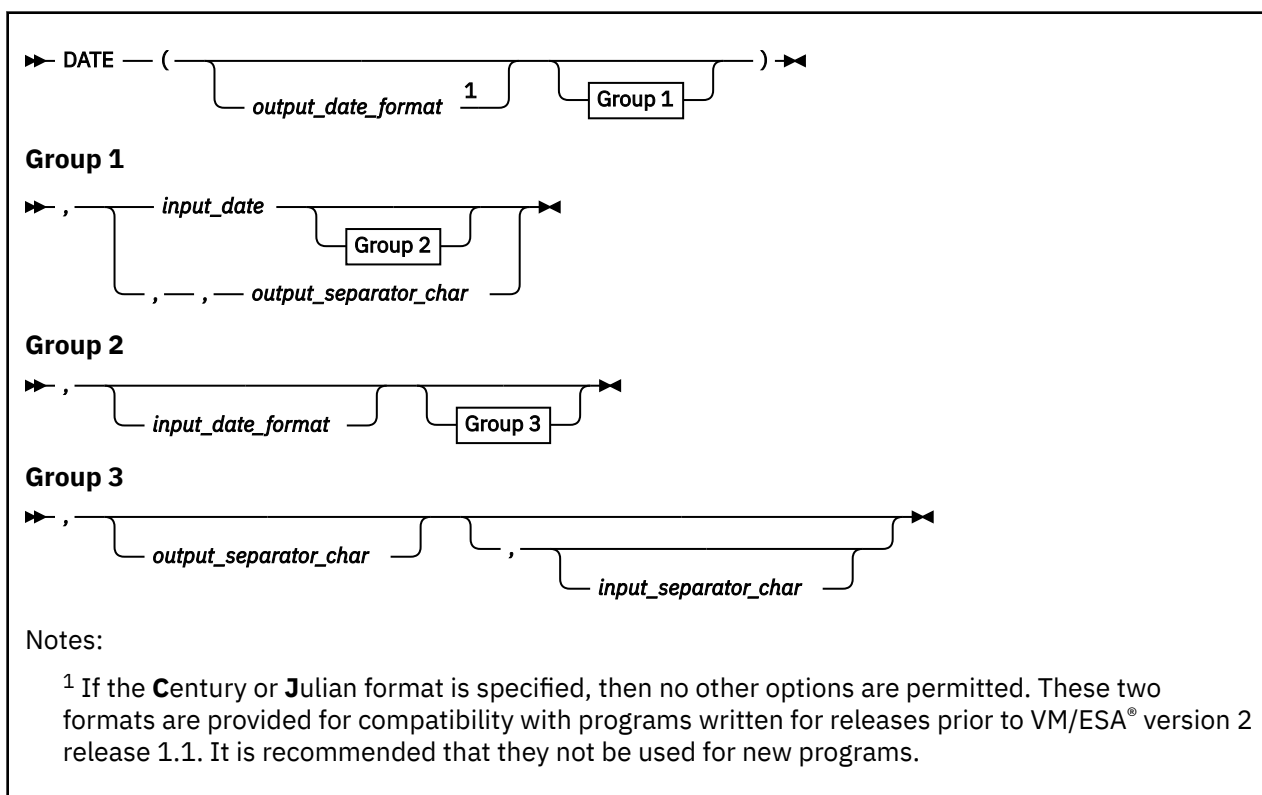 DATE ( ) 
output_date_format 1 Group 1
Group 1
, input_date
Group 2
, , output_separator_char
Group 2
,
input_date_format Group 3
Group 3
,
output_separator_char ,
input_separator_char
Notes:
1 If the Century or Julian format is specified, then no other options are permitted. These two
formats are provided for compatibility with programs written for releases prior to VM/ESA® version 2
release 1.1. It is recommended that they not be used for new programs.